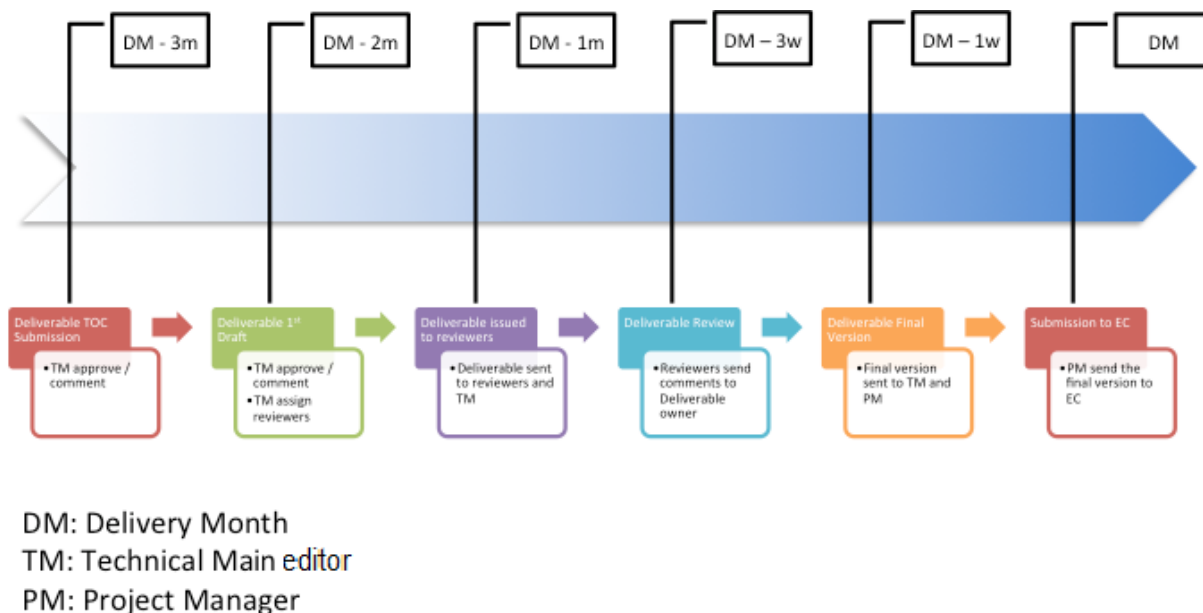 DM - 3m
DM - 2m
DM - 1m
DM – 3w
DM – 1w
DM
Deliverable TOC
Submission
• TM approve /
comment
Deliverable 1st
Draft
• TM approve /
comment
• TM assign
reviewers
Deliverable issued
to reviewers
• Deliverable sent
to reviewers and
TM
Deliverable Review
• Reviewers send
comments to
Deliverable
owner
Deliverable Final
Version
• Final version
sent to TM and
PM
Submission to EC
• PM send the
final version to
EC
DM: Delivery Month
TM: Technical Main editor
PM: Project Manager